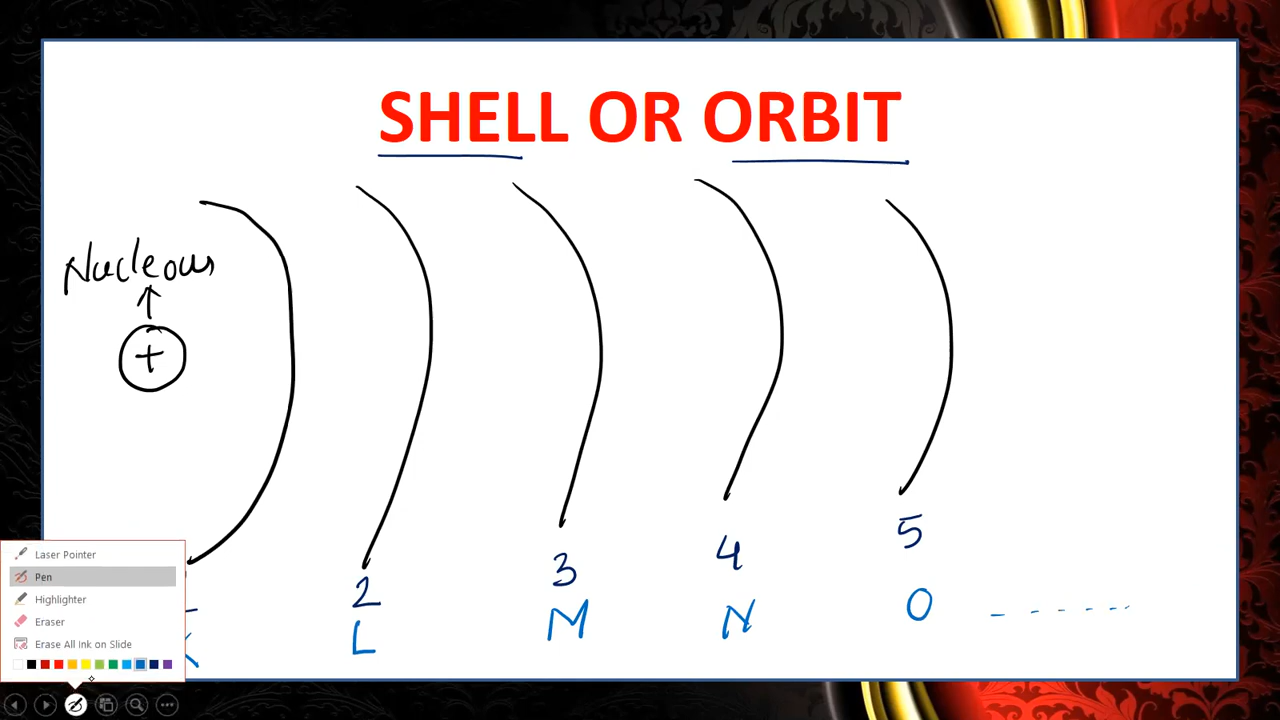 SHELL OR ORBIT
Nucleous
+
2 3 4 5
K L M N O ------
Laser Pointer
Pen
Highlighter
Eraser
Erase All Ink on Slide